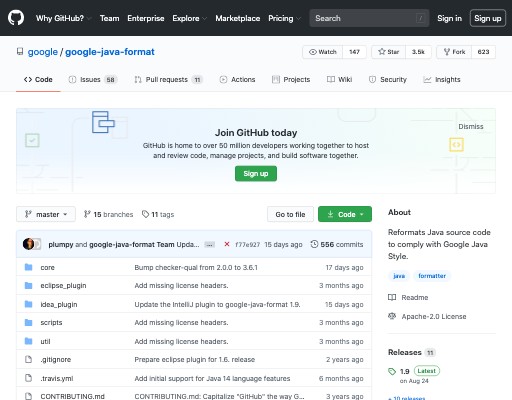 Why GitHub? Team Enterprise Explore Marketplace Pricing Search / Sign in Sign up
google / google-java-format Watch 147 Star 3.5k Fork 623
Code Issues 58 Pull requests 11 Actions Projects Wiki Security Insights
Dismiss
Join GitHub today
GitHub is home to over 50 million developers working together to host
and review code, manage projects, and build software together.
Sign up
master 15 branches 11 tags Go to file Code
plumpy and google-java-format Team Upda... ... f77e927 15 days ago 556 commits
core Bump checker-qual from 2.0.0 to 3.6.1 17 days ago
eclipse_plugin Add missing license headers. 3 months ago
idea_plugin Update the IntelliJ plugin to google-java-format 1.9. 15 days ago
scripts Add missing license headers. 3 months ago
util Add missing license headers. 3 months ago
.gitignore Prepare eclipse plugin for 1.6. release 2 years ago
.travis.yml Add initial support for Java 14 language features 6 months ago
CONTRIBUTING.md CONTRIBUTING.md: Capitalize "GitHub" the way G... 3 years ago
About
Reformats Java source code
to comply with Google Java
Style.
java formatter
Readme
Apache-2.0 License
Releases 11
1.9 Latest
on Aug 24
+ 10 releases